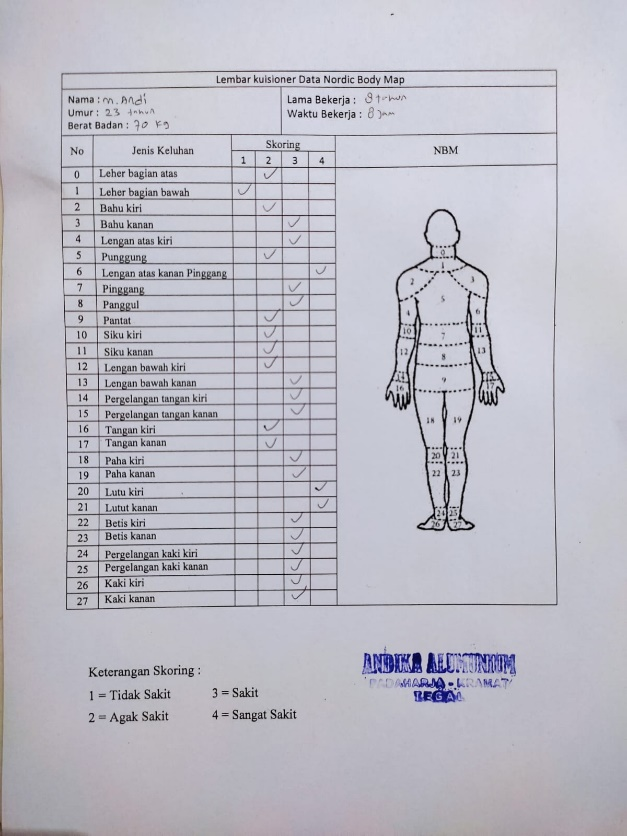 Lembar kuisioner Data Nordic Body Map
Nama : M. Andi
Umur : 23 tahun
Berat Badan : 70 kg
Lama Bekerja : 8 tahun
Waktu Bekerja : 8 Jam
No Jenis Keluhan Skoring NBM
1 2 3 4
0 Leher bagian atas ✓
1 Leher bagian bawah ✓
2 Bahu kiri ✓
3 Bahu kanan ✓
4 Lengan atas kiri ✓
5 Punggung ✓
6 Lengan atas kanan Pinggang ✓
7 Pinggang ✓
8 Panggul ✓
9 Pantat ✓
10 Siku kiri ✓
11 Siku kanan ✓
12 Lengan bawah kiri ✓
13 Lengan bawah kanan ✓
14 Pergelangan tangan kiri ✓
15 Pergelangan tangan kanan ✓
16 Tangan kiri ✓
17 Tangan kanan ✓
18 Paha kiri ✓
19 Paha kanan ✓
20 Lutu kiri ✓
21 Lutut kanan ✓
22 Betis kiri ✓
23 Betis kanan ✓
24 Pergelangan kaki kiri ✓
25 Pergelangan kaki kanan ✓
26 Kaki kiri ✓
27 Kaki kanan ✓
0
1
2 3
5
4 6
10 7 11
12 8 13
14 9 15
16 17
18 19
20 21
22 23
24 25
26 27
Keterangan Skoring :
1 = Tidak Sakit 3 = Sakit
2 = Agak Sakit 4 = Sangat Sakit
ANDIKA ALUMUNIUM
PADAHARJA - KRAMAT
TEGAL